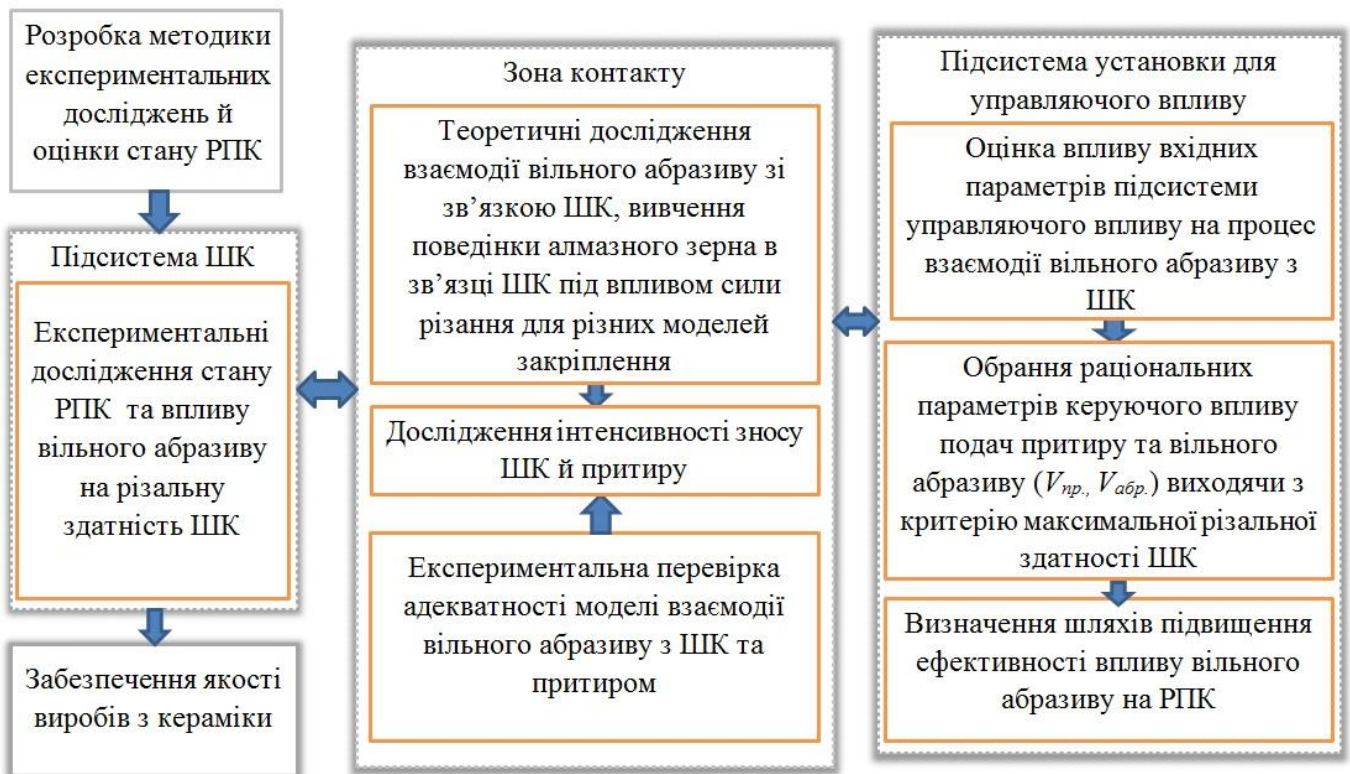 Розробка методики
експериментальних
досліджень й
оцінки стану РПК
Підсистема ШК
Експериментальні
дослідження стану
РПК та впливу
вільного абразиву
на різальну
здатність ШК
Забезпечення якості
виробів з кераміки
Зона контакту
Теоретичні дослідження
взаємодії вільного абразиву зі
зв’язкою ШК, вивчення
поведінки алмазного зерна в
зв’язці ШК під впливом сили
різання для різних моделей
закріплення
Дослідження інтенсивності зносу
ШК й притиру
Експериментальна перевірка
адекватності моделі взаємодії
вільного абразиву з ШК та
притиром
Підсистема установки для
управляючого впливу
Оцінка впливу вхідних
параметрів підсистеми
управляючого впливу на процес
взаємодії вільного абразиву з
ШК
Обрання раціональних
параметрів керуючого впливу
подач притиру та вільного
абразиву (Vпр., Vабр.) виходячи з
критерію максимальної різальної
здатності ШК
Визначення шляхів підвищення
ефективності впливу вільного
абразиву на РПК